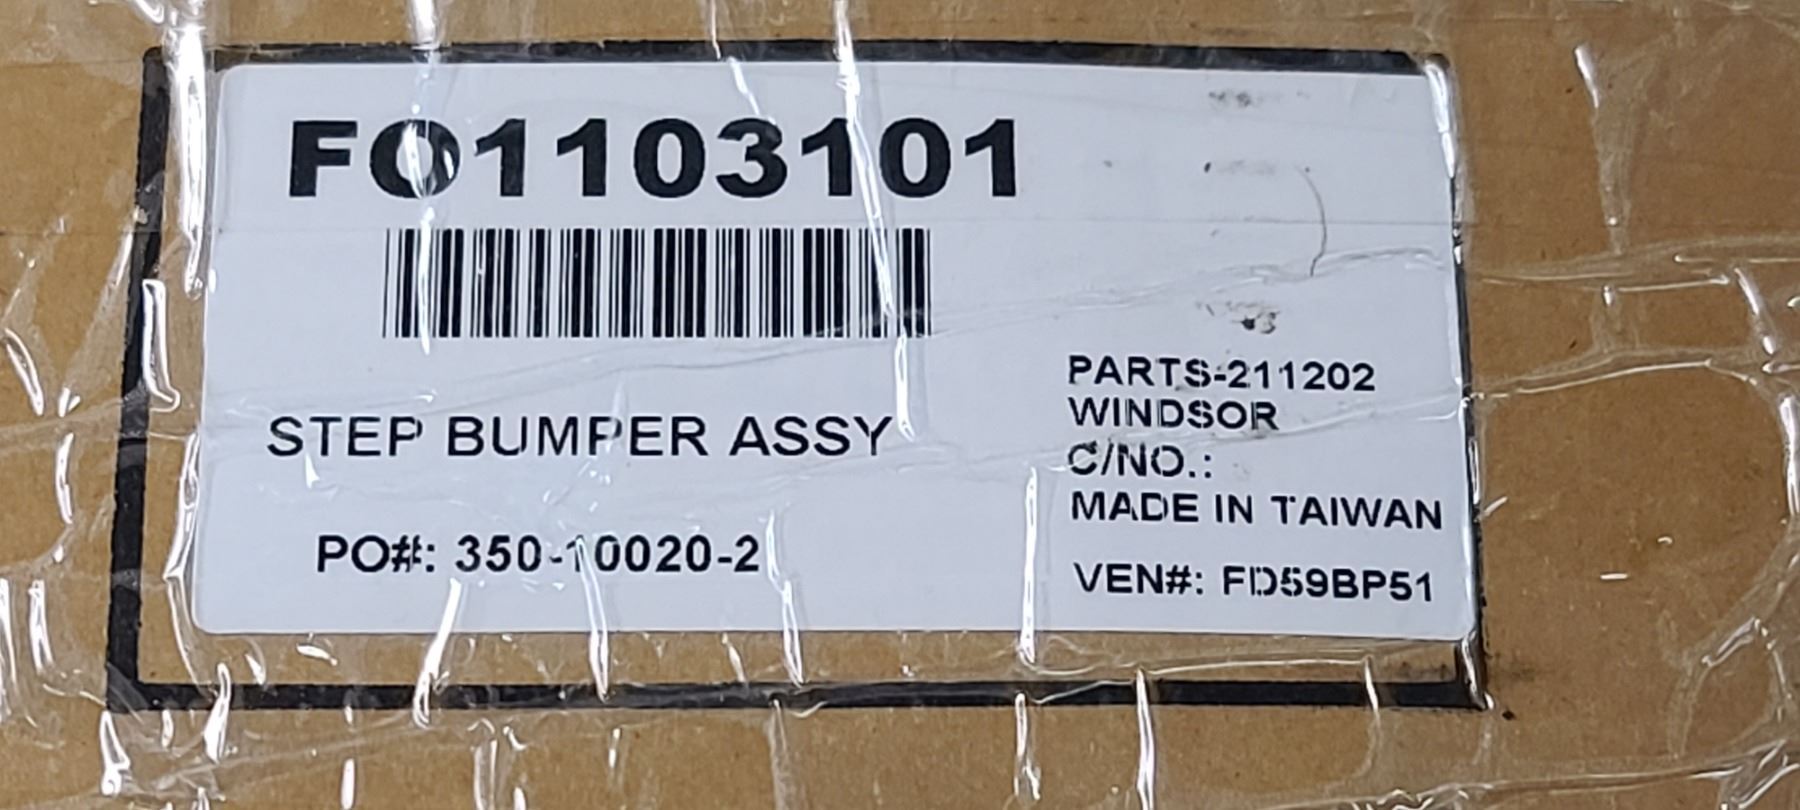 FO1103101
STEP BUMPER ASSY
PO#: 350-10020-2
PARTS-211202
WINDSOR
C/NO.:
MADE IN TAIWAN
VEN#: FD59BP51